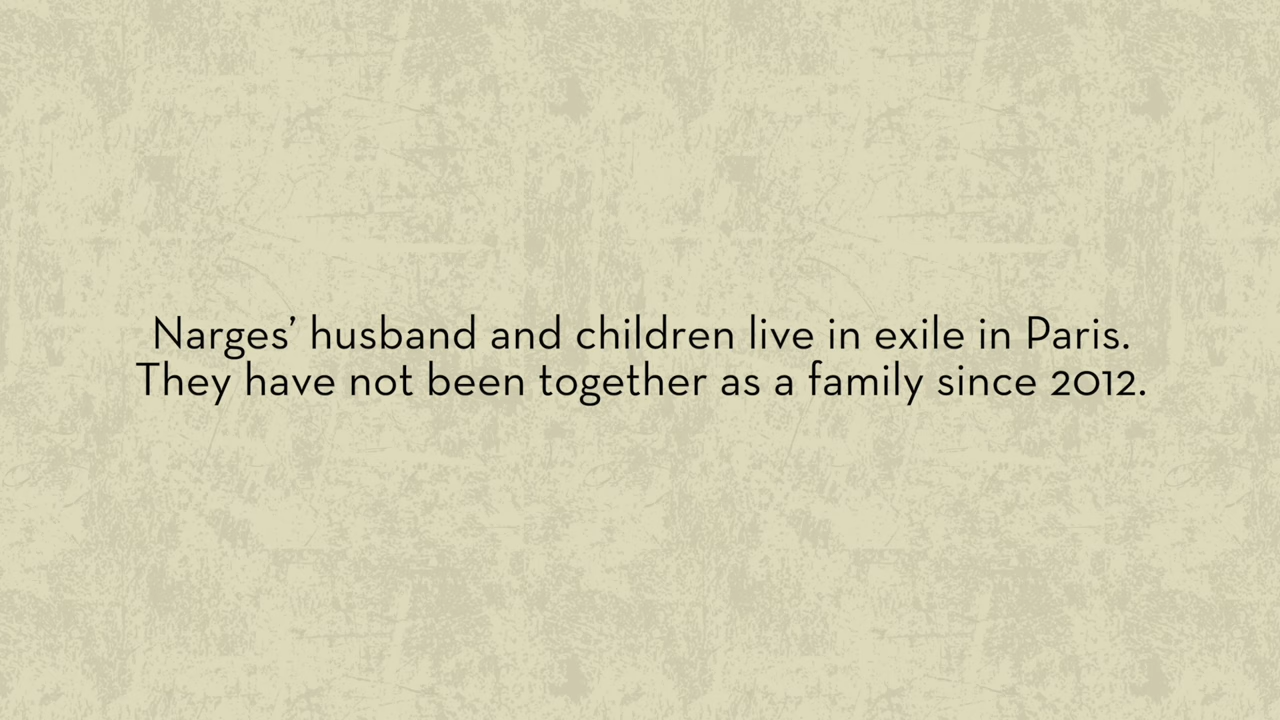 Narges’ husband and children live in exile in Paris.
They have not been together as a family since 2012.